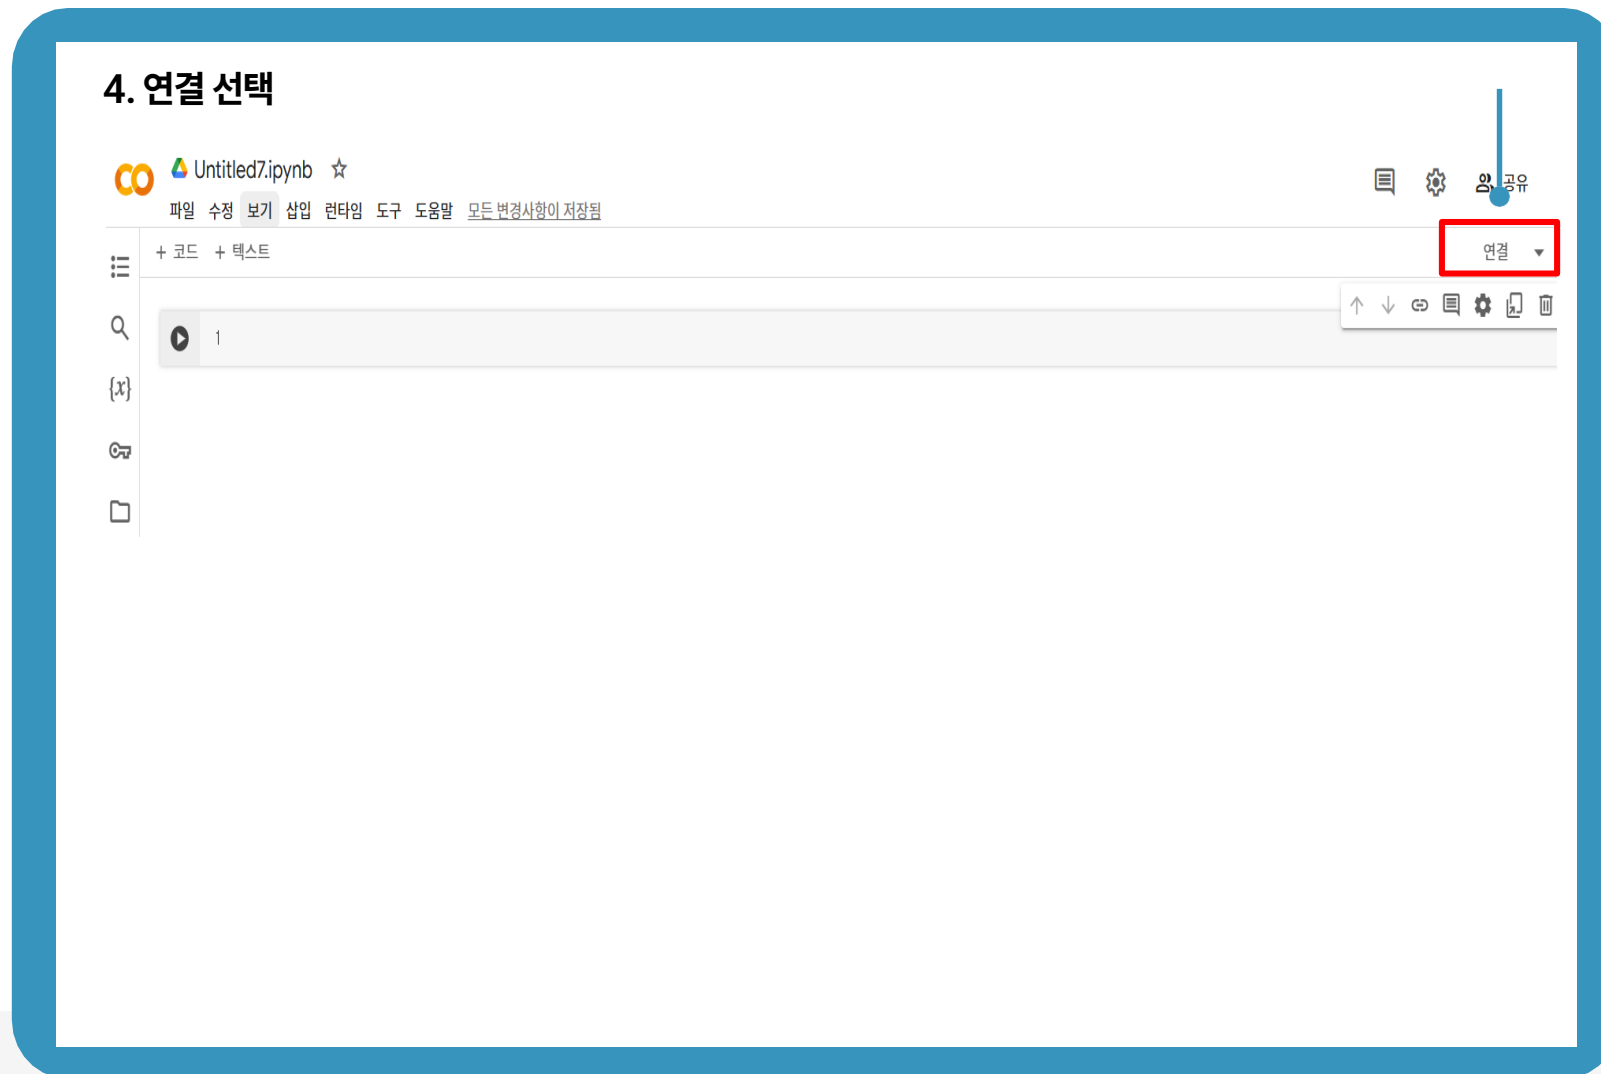 4. 연결 선택
Untitled7.ipynb
공유
파일 수정 보기 삽입 런타임 도구 도움말 모든 변경사항이 저장됨
+ 코드 + 텍스트
연결
1
{x}